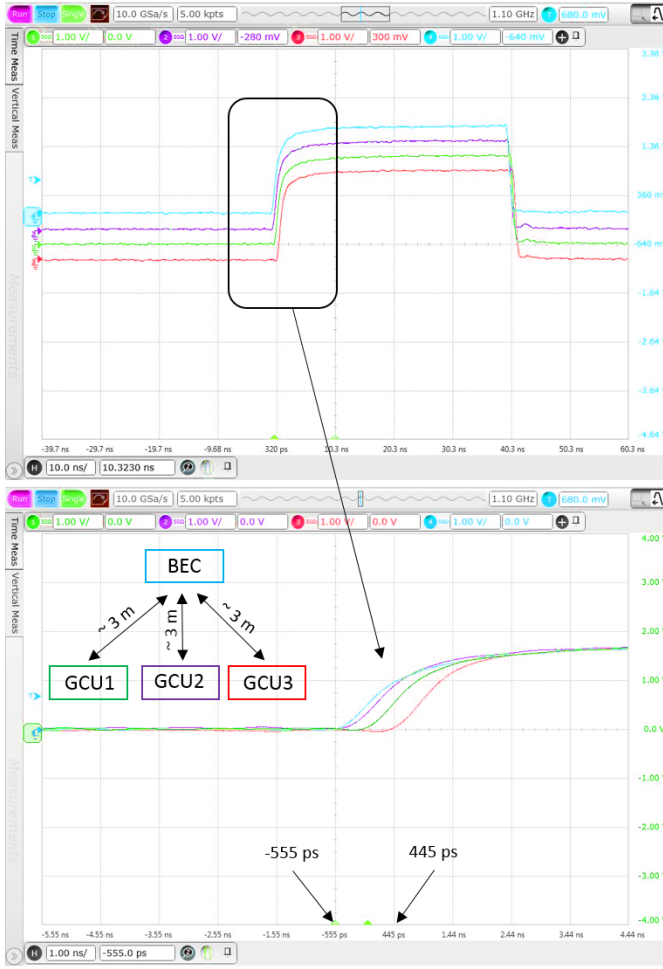 Run Stop Single 10.0 GSa/s 5.00 kpts 1.10 GHz T 680.0 mV
1 50Ω 1.00 V/ 0.0 V 2 50Ω 1.00 V/ -280 mV 3 50Ω 1.00 V/ 300 mV 4 50Ω 1.00 V/ -640 mV
Time Meas
Vertical Meas
Measurements
3.36
2.36
T
360 mV
-640 mV
-1.64
-2.64
-3.64
-4.64
-39.7 ns -29.7 ns -19.7 ns -9.68 ns 320 ps 10.3 ns 20.3 ns 30.3 ns 40.3 ns 50.3 ns 60.3 ns
H 10.0 ns/ 10.3230 ns
Run Stop Single 10.0 GSa/s 5.00 kpts 1.10 GHz T 680.0 mV
1 50Ω 1.00 V/ 0.0 V 2 50Ω 1.00 V/ 0.0 V 3 50Ω 1.00 V/ 0.0 V 4 50Ω 1.00 V/ 0.0 V
Time Meas
Vertical Meas
Measurements
4.00
BEC
3.00
~ 3 m ~ 3 m ~ 3 m
GCU1 GCU2 GCU3
2.00
T
1.00
0.0 V
-1.00
-2.00
-555 ps 445 ps
-3.00
-4.00
-5.55 ns -4.55 ns -3.55 ns -2.55 ns -1.55 ns -555 ps 445 ps 1.44 ns 2.44 ns 3.44 ns 4.44 ns
H 1.00 ns/ -555.0 ps